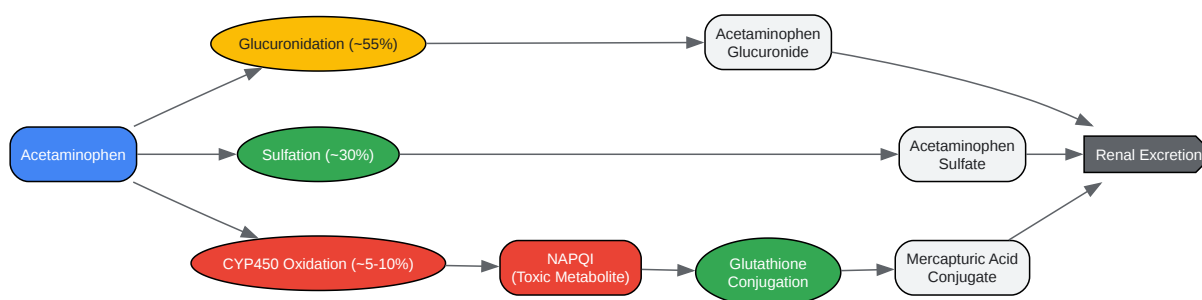 Glucuronidation (~55%)
Acetaminophen
Glucuronide
Acetaminophen
Sulfation (~30%)
Acetaminophen
Sulfate
Renal Excretion
CYP450 Oxidation (~5-10%)
NAPQI
(Toxic Metabolite)
Glutathione
Conjugation
Mercapturic Acid
Conjugate